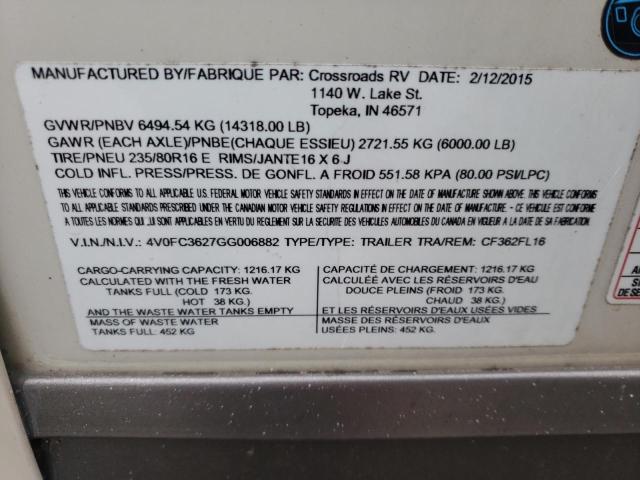 MANUFACTURED BY/FABRIQUE PAR: Crossroads RV DATE: 2/12/2015
1140 W. Lake St.
Topeka, IN 46571
GVWR/PNBV 6494.54 KG (14318.00 LB)
GAWR (EACH AXLE)/PNBE(CHAQUE ESSIEU) 2721.55 KG (6000.00 LB)
TIRE/PNEU 235/80R16 E RIMS/JANTE16 X 6 J
COLD INFL. PRESS/PRESS. DE GONFL. A FROID 551.58 KPA (80.00 PSI/LPC)
THIS VEHICLE CONFORMS TO ALL APPLICABLE U.S. FEDERAL MOTOR VEHICLE SAFETY STANDARDS IN EFFECT ON THE DATE OF MANUFACTURE SHOWN ABOVE. THIS VEHICLE CONFORMS
TO ALL APPLICABLE STANDARDS PRESCRIBED UNDER THE CANADIAN MOTOR VEHICLE SAFETY REGULATIONS IN EFFECT ON THE DATE OF MANUFACTURE - CE VEHICULE EST CONFORME
A TOUTES LES NORMES QUI LUI SONT APPLICABLES EN VERTU DU REGLEMENT SUR LA SECURITE DES VEHICULES AUTOMOBILES DU CANADA EN VIGUEUR A LA DATE DE SA FABRICATION.
V.I.N./N.I.V.: 4V0FC3627GG006882 TYPE/TYPE: TRAILER TRA/REM: CF362FL16
CARGO-CARRYING CAPACITY: 1216.17 KG
CALCULATED WITH THE FRESH WATER
TANKS FULL (COLD 173 KG.
HOT 38 KG.)
AND THE WASTE WATER TANKS EMPTY
MASS OF WASTE WATER
TANKS FULL: 452 KG.
CAPACITÉ DE CHARGEMENT: 1216.17 KG
CALCULÉE AVEC LES RÉSERVOIRS D'EAU
DOUCE PLEINS (FROID 173 KG.
CHAUD 38 KG.)
ET LES RÉSERVOIRS D'EAUX USÉES VIDES
MASSE DES RÉSERVOIRS D'EAUX
USÉES PLEINS: 452 KG.